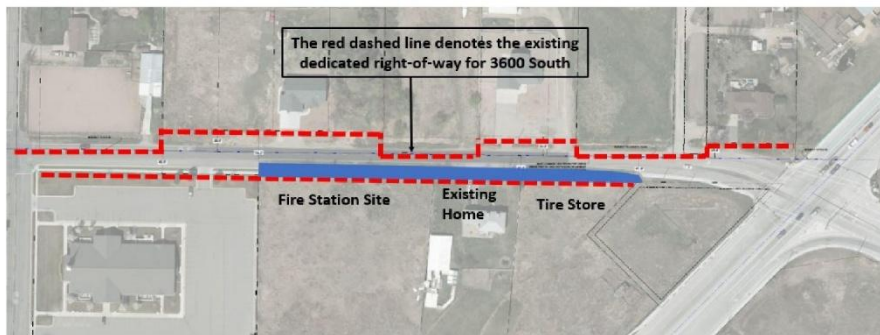 The red dashed line denotes the existing
dedicated right-of-way for 3600 South
Fire Station Site
Existing
Home
Tire Store